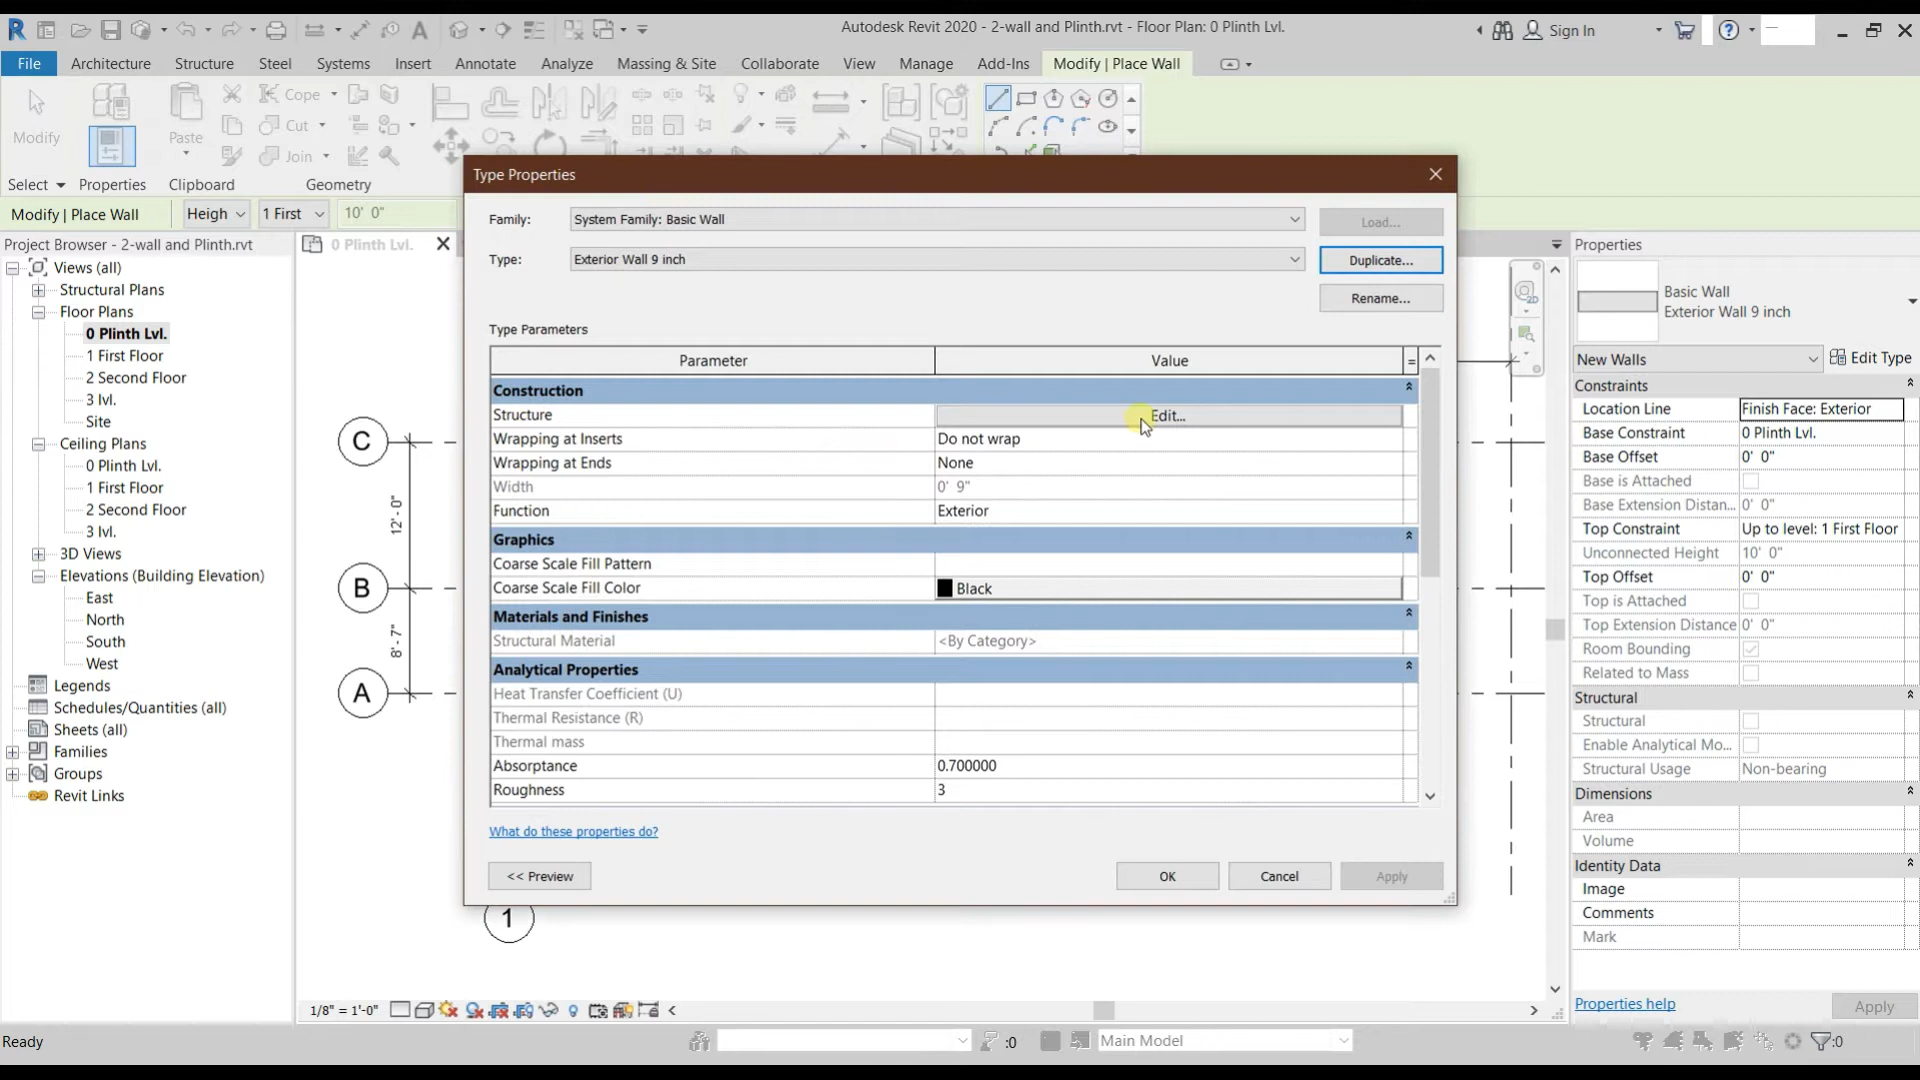 Autodesk Revit 2020 - 2-wall and Plinth.rvt - Floor Plan: 0 Plinth Lvl.
Sign In
File Architecture Structure Steel Systems Insert Annotate Analyze Massing & Site Collaborate View Manage Add-Ins Modify | Place Wall
Modify
Paste
Cope
Cut
Join
Select Properties Clipboard Geometry
Modify | Place Wall
Heigh
1 First
10' 0"
Project Browser - 2-wall and Plinth.rvt
Views (all)
Structural Plans
Floor Plans
0 Plinth Lvl.
1 First Floor
2 Second Floor
3 lvl.
Site
Ceiling Plans
0 Plinth Lvl.
1 First Floor
2 Second Floor
3 lvl.
3D Views
Elevations (Building Elevation)
East
North
South
West
Legends
Schedules/Quantities (all)
Sheets (all)
Families
Groups
Revit Links
0 Plinth Lvl.
C
12' - 0"
B
8' - 7"
A
1
Type Properties
Family: System Family: Basic Wall Load...
Type: Exterior Wall 9 inch Duplicate...
Rename...
Type Parameters
Parameter Value =
Construction
Structure Edit...
Wrapping at Inserts Do not wrap
Wrapping at Ends None
Width 0' 9"
Function Exterior
Graphics
Coarse Scale Fill Pattern
Coarse Scale Fill Color Black
Materials and Finishes
Structural Material <By Category>
Analytical Properties
Heat Transfer Coefficient (U)
Thermal Resistance (R)
Thermal mass
Absorptance 0.700000
Roughness 3
What do these properties do?
<< Preview OK Cancel Apply
Properties
Basic Wall
Exterior Wall 9 inch
New Walls Edit Type
Constraints
Location Line Finish Face: Exterior
Base Constraint 0 Plinth Lvl.
Base Offset 0' 0"
Base is Attached
Base Extension Distan... 0' 0"
Top Constraint Up to level: 1 First Floor
Unconnected Height 10' 0"
Top Offset 0' 0"
Top is Attached
Top Extension Distance 0' 0"
Room Bounding
Related to Mass
Structural
Structural
Enable Analytical Mo...
Structural Usage Non-bearing
Dimensions
Area
Volume
Identity Data
Image
Comments
Mark
Properties help Apply
1/8" = 1'-0"
Ready
:0
Main Model
:0